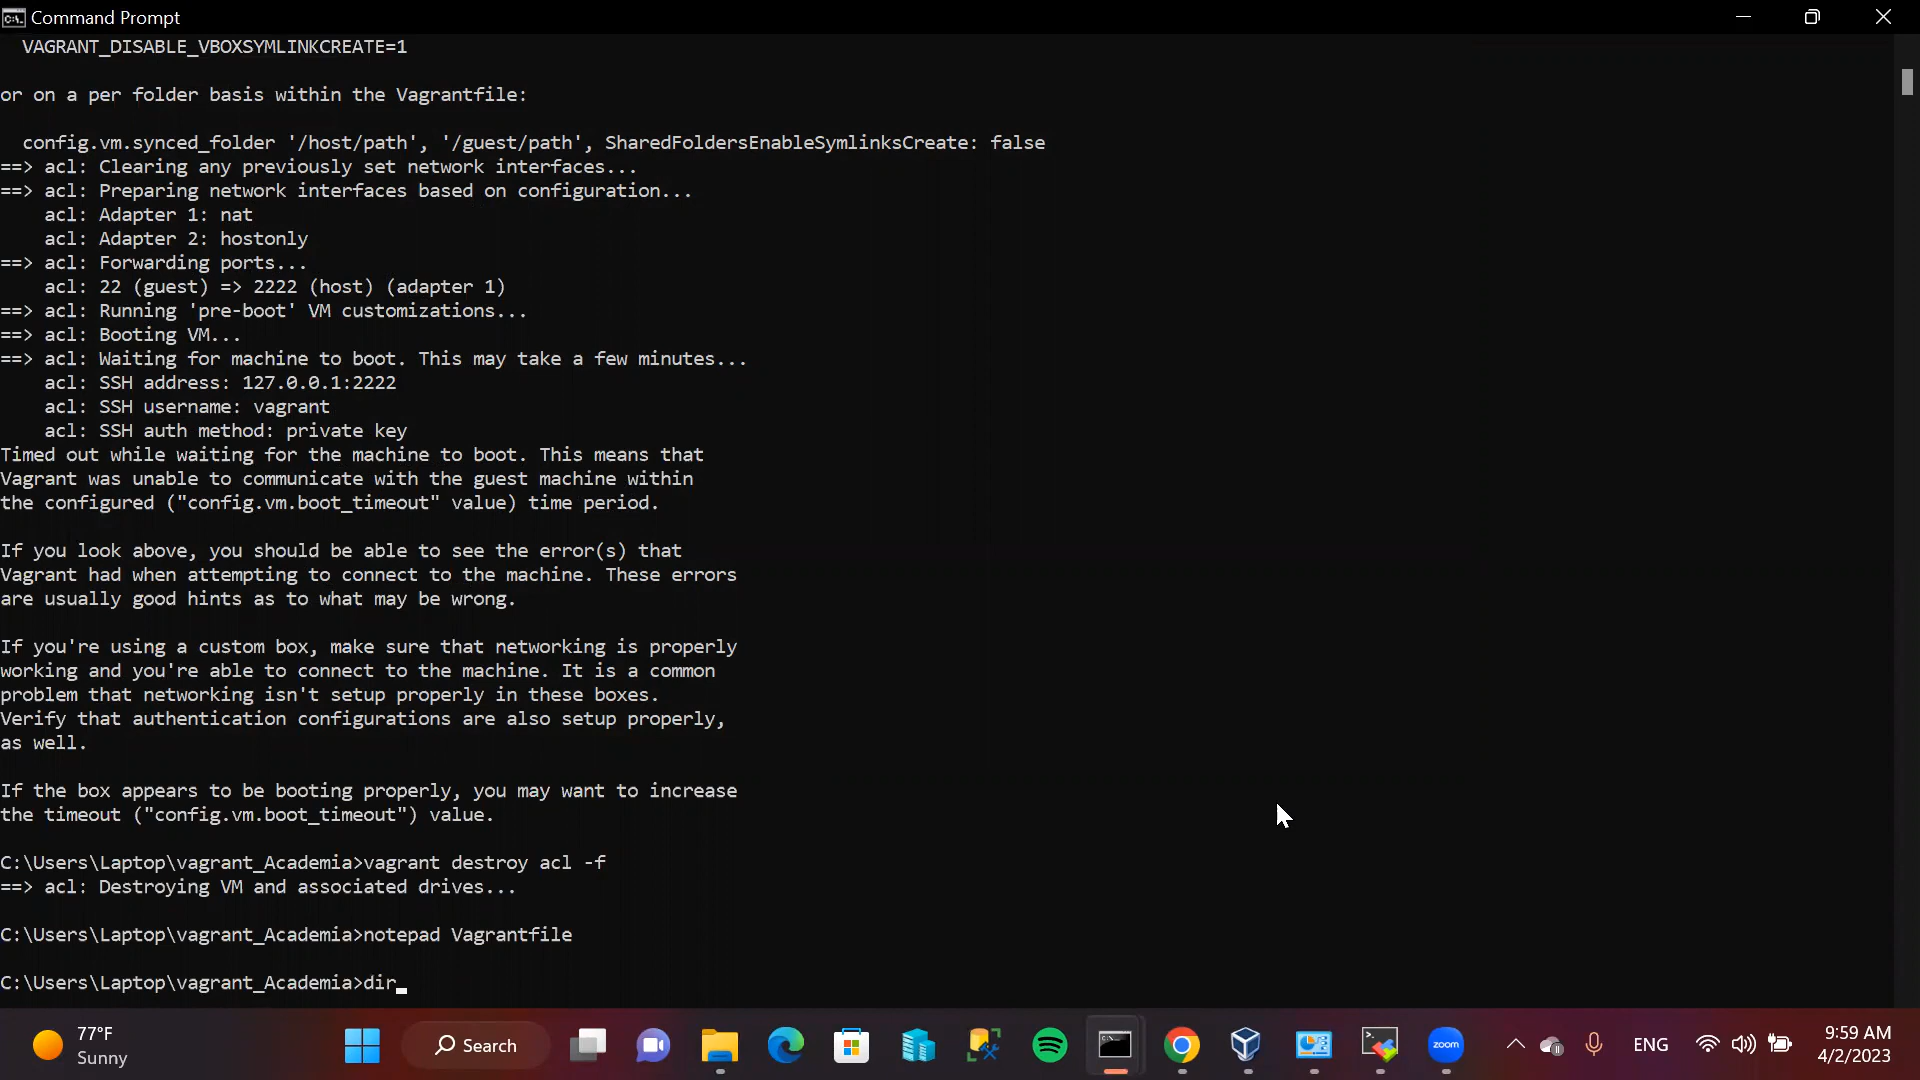 Command Prompt
VAGRANT_DISABLE_VBOXSYMLINKCREATE=1
or on a per folder basis within the Vagrantfile:
config.vm.synced_folder '/host/path', '/guest/path', SharedFoldersEnableSymlinksCreate: false
==> acl: Clearing any previously set network interfaces...
==> acl: Preparing network interfaces based on configuration...
acl: Adapter 1: nat
acl: Adapter 2: hostonly
==> acl: Forwarding ports...
acl: 22 (guest) => 2222 (host) (adapter 1)
==> acl: Running 'pre-boot' VM customizations...
==> acl: Booting VM...
==> acl: Waiting for machine to boot. This may take a few minutes...
acl: SSH address: 127.0.0.1:2222
acl: SSH username: vagrant
acl: SSH auth method: private key
Timed out while waiting for the machine to boot. This means that
Vagrant was unable to communicate with the guest machine within
the configured ("config.vm.boot_timeout" value) time period.
If you look above, you should be able to see the error(s) that
Vagrant had when attempting to connect to the machine. These errors
are usually good hints as to what may be wrong.
If you're using a custom box, make sure that networking is properly
working and you're able to connect to the machine. It is a common
problem that networking isn't setup properly in these boxes.
Verify that authentication configurations are also setup properly,
as well.
If the box appears to be booting properly, you may want to increase
the timeout ("config.vm.boot_timeout") value.
C:\Users\Laptop\vagrant_Academia>vagrant destroy acl -f
==> acl: Destroying VM and associated drives...
C:\Users\Laptop\vagrant_Academia>notepad Vagrantfile
C:\Users\Laptop\vagrant_Academia>dir_
77°F
Sunny
Search
zoom
ENG
9:59 AM
4/2/2023